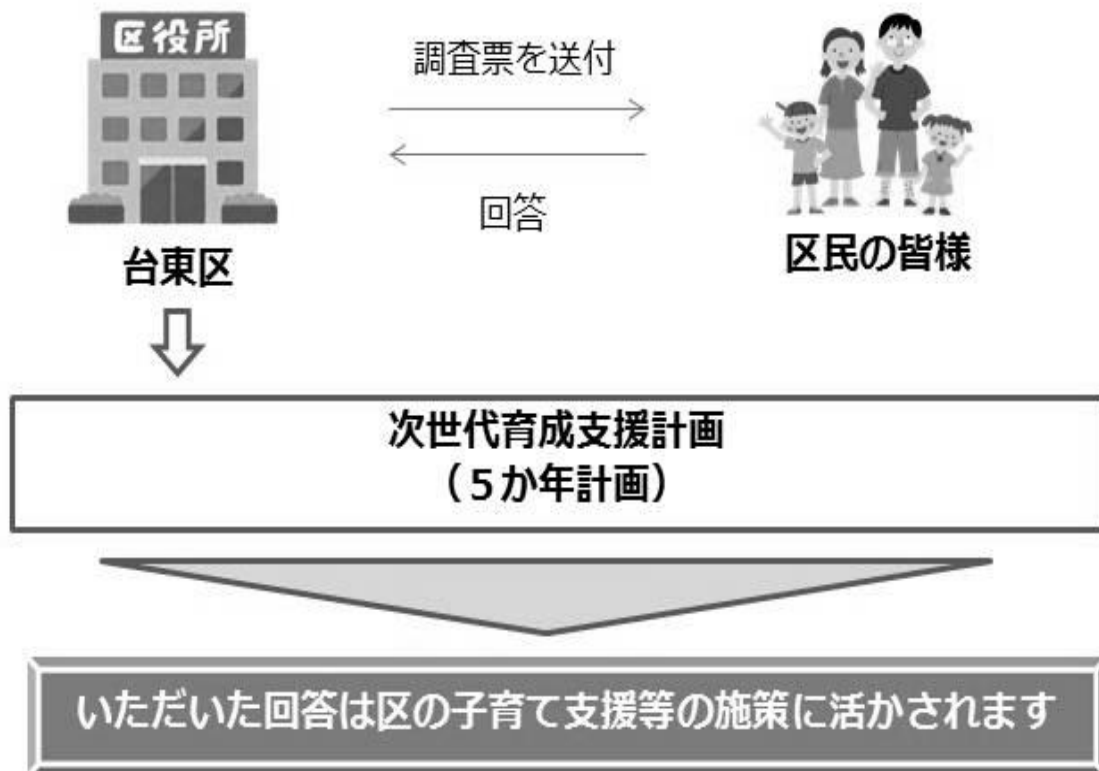 区役所
調査票を送付
回答
台東区
区民の皆様
次世代育成支援計画
（５か年計画）
いただいた回答は区の子育て支援等の施策に活かされます